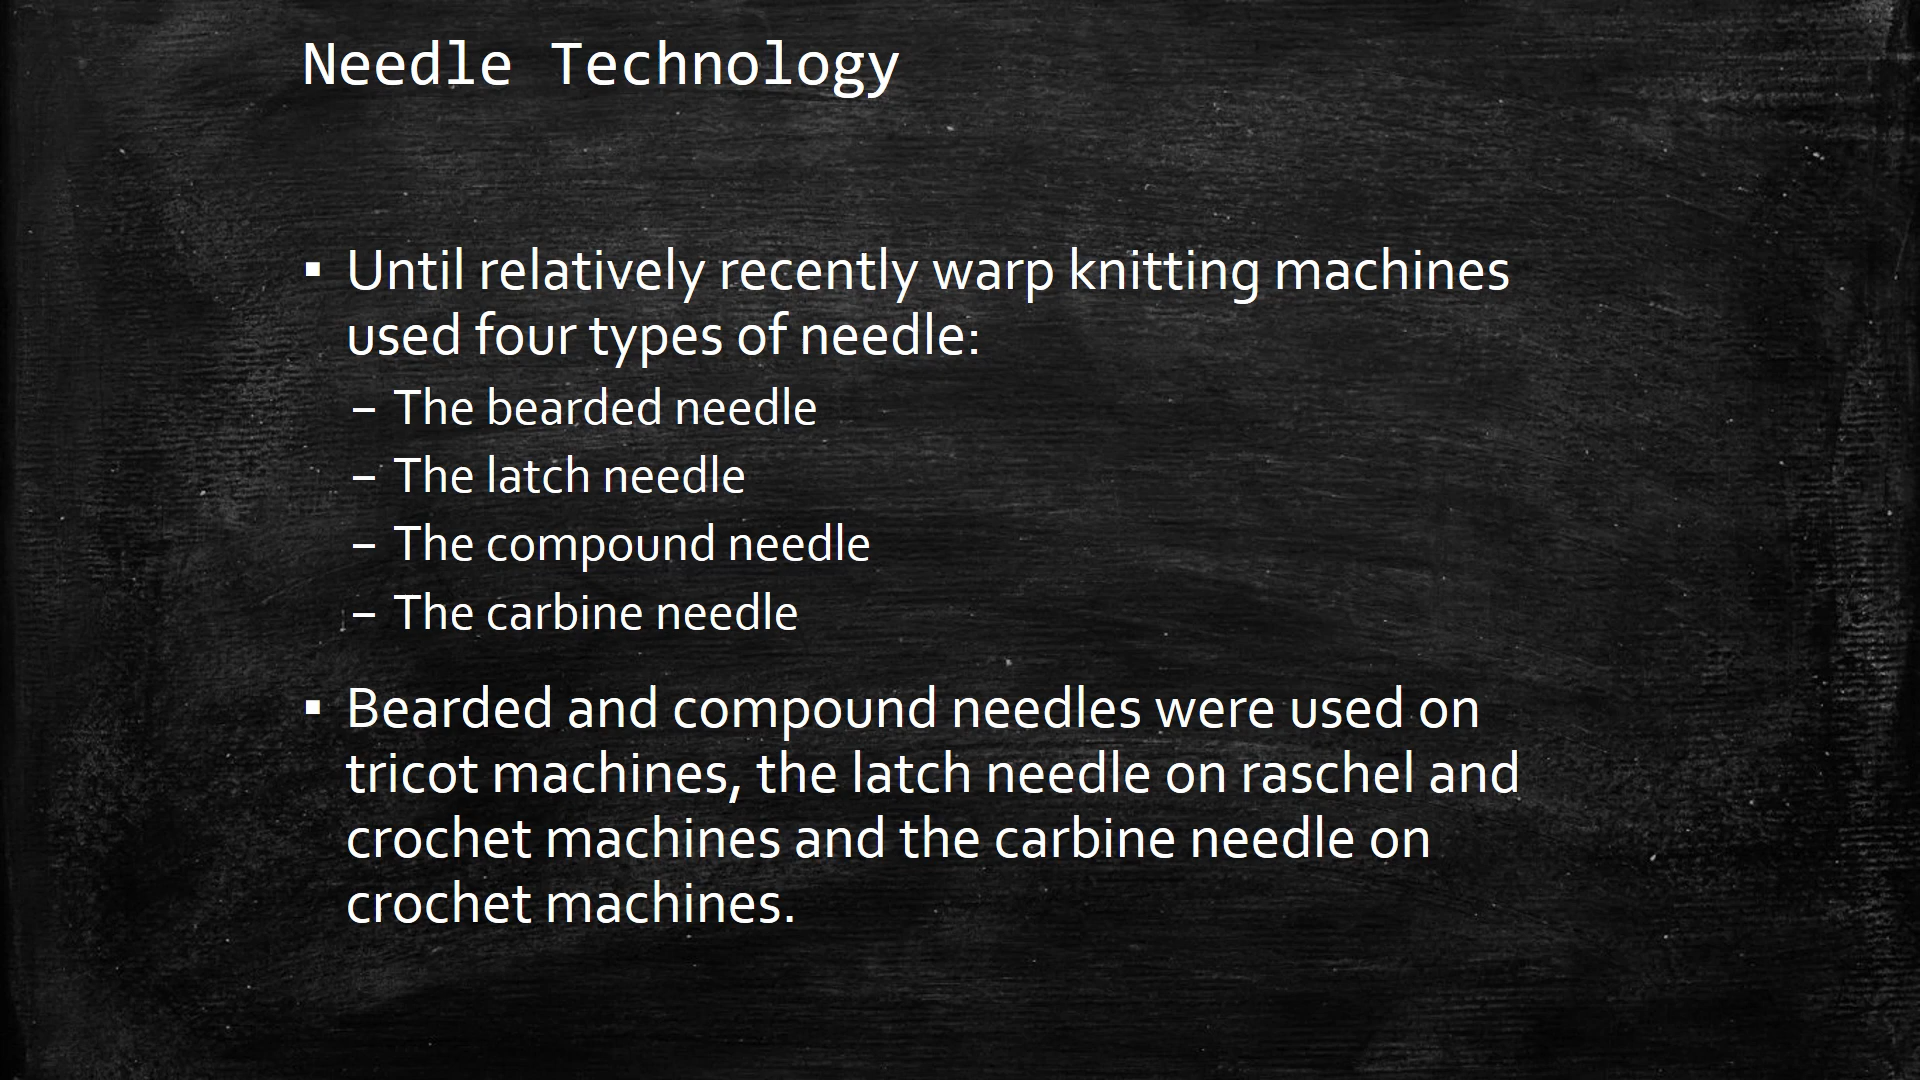 Needle Technology
▪ Until relatively recently warp knitting machines
used four types of needle:
– The bearded needle
– The latch needle
– The compound needle
– The carbine needle
▪ Bearded and compound needles were used on
tricot machines, the latch needle on raschel and
crochet machines and the carbine needle on
crochet machines.